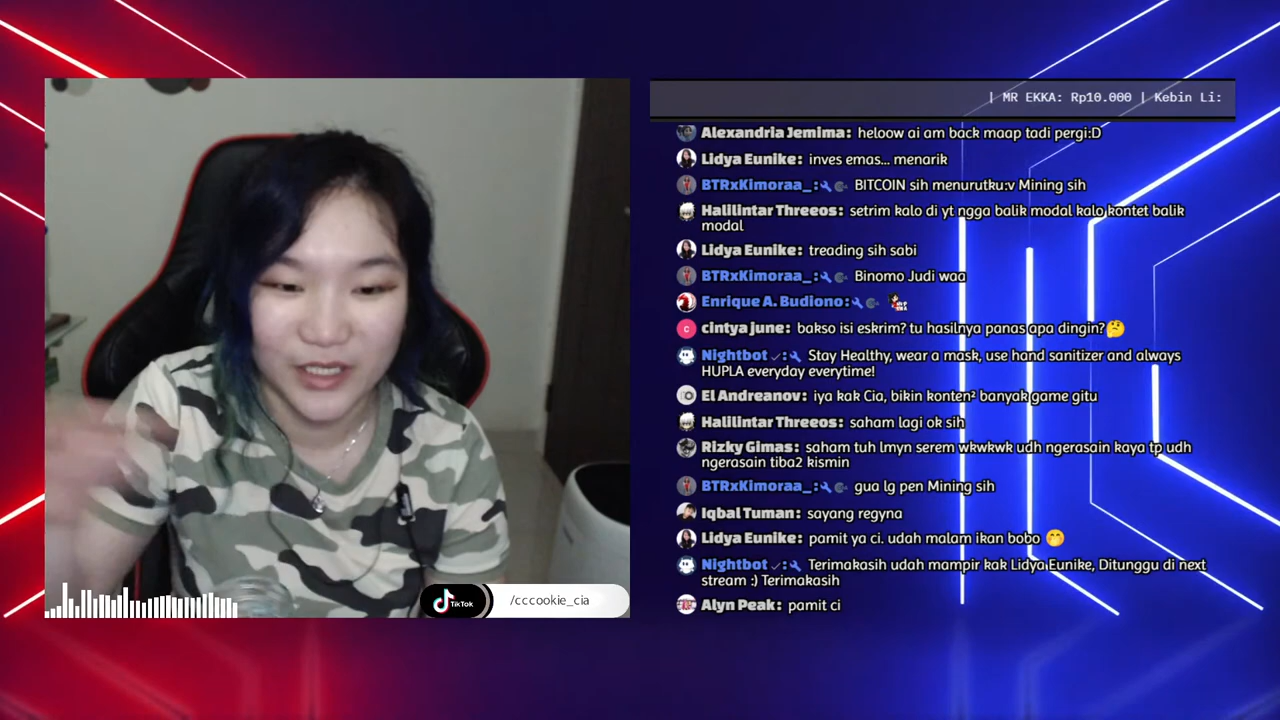 | MR EKKA: Rp10.000 | Kebin Li:
Alexandria Jemima: heloow ai am back maap tadi pergi:D
Lidya Eunike: inves emas... menarik
BTRxKimoraa_: BITCOIN sih menurutku:v Mining sih
Halilintar Threeos: setrim kalo di yt ngga balik modal kalo kontet balik
modal
Lidya Eunike: treading sih sabi
BTRxKimoraa_: Binomo Judi waa
Enrique A. Budiono:
cintya june: bakso isi eskrim? tu hasilnya panas apa dingin?🤔
Nightbot ✓: Stay Healthy, wear a mask, use hand sanitizer and always
HUPLA everyday everytime!
El Andreanov: iya kak Cia, bikin konten² banyak game gitu
Halilintar Threeos: saham lagi ok sih
Rizky Gimas: saham tuh lmyn serem wkwkwk udh ngerasain kaya tp udh
ngerasain tiba2 kismin
BTRxKimoraa_: gua lg pen Mining sih
Iqbal Tuman: sayang regyna
Lidya Eunike: pamit ya ci. udah malam ikan bobo 🤭
Nightbot ✓: Terimakasih udah mampir kak Lidya Eunike, Ditunggu di next
stream :) Terimakasih
Alyn Peak: pamit ci
TikTok /cccookie_cia